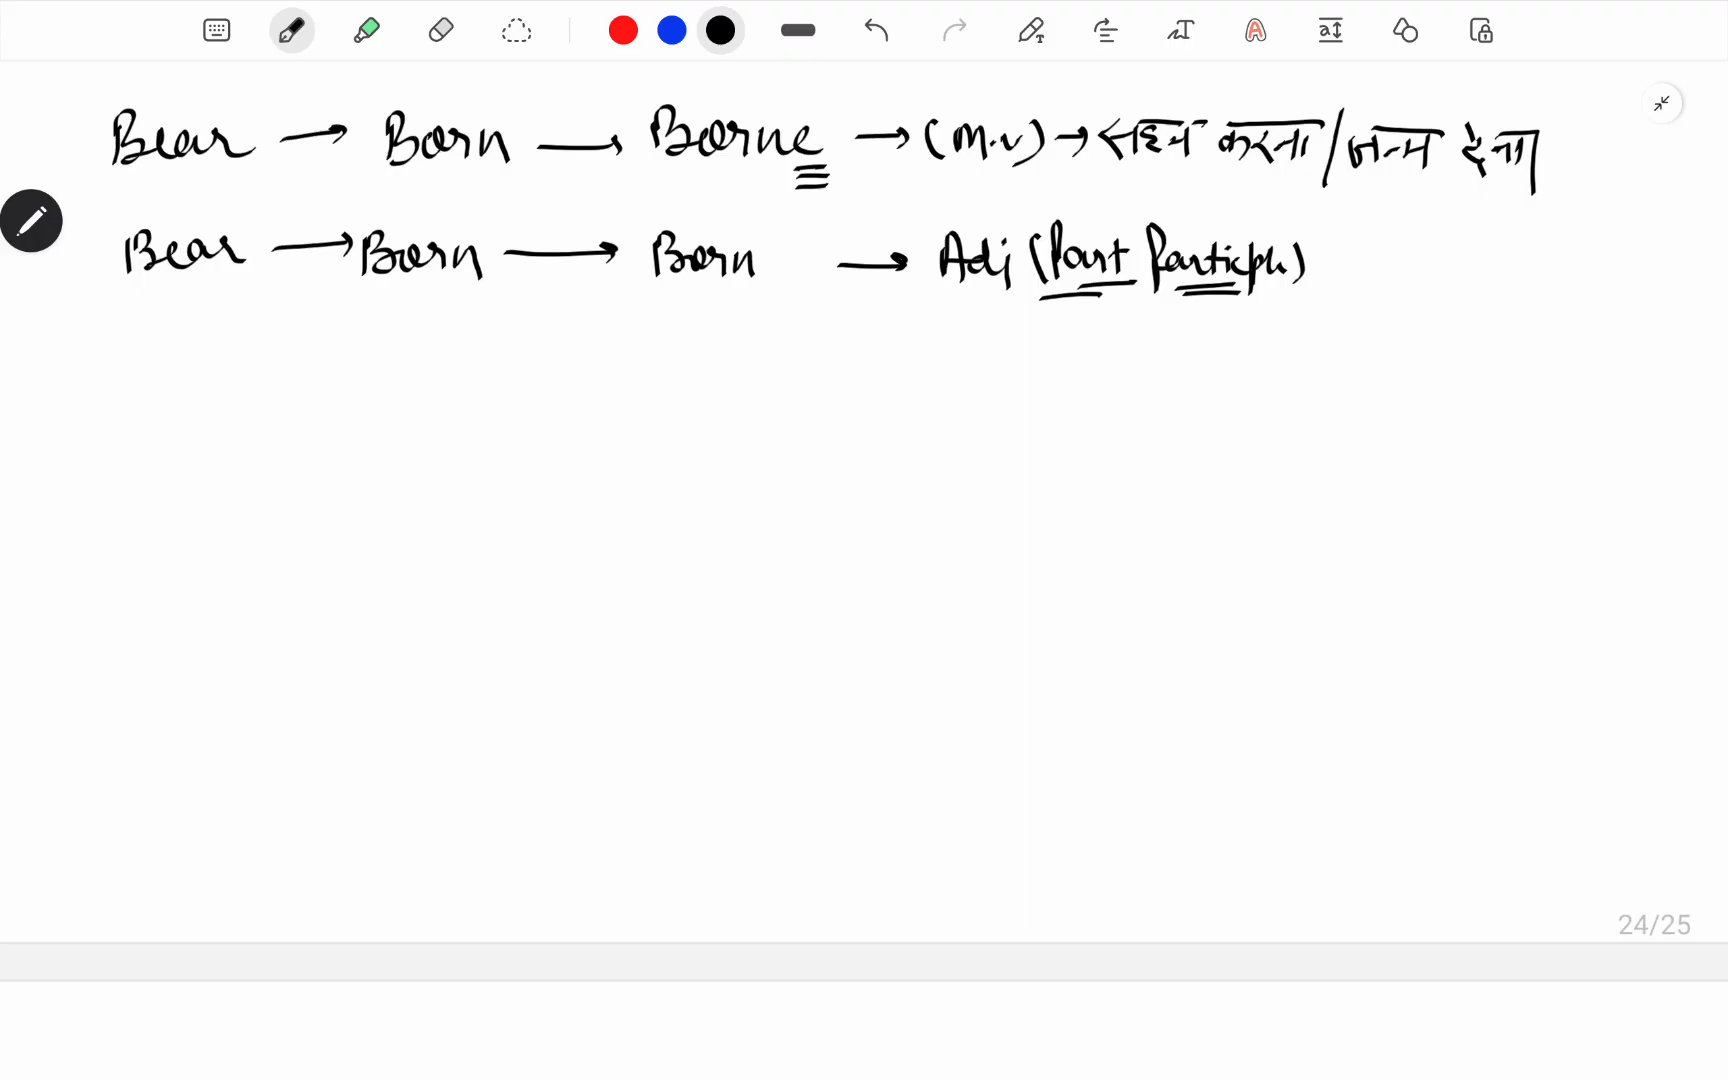 Bear → Born → Borne → (M.V) → सहन करना / जन्म देना
Bear → Born → Born → Adj (Past Participle)
24/25